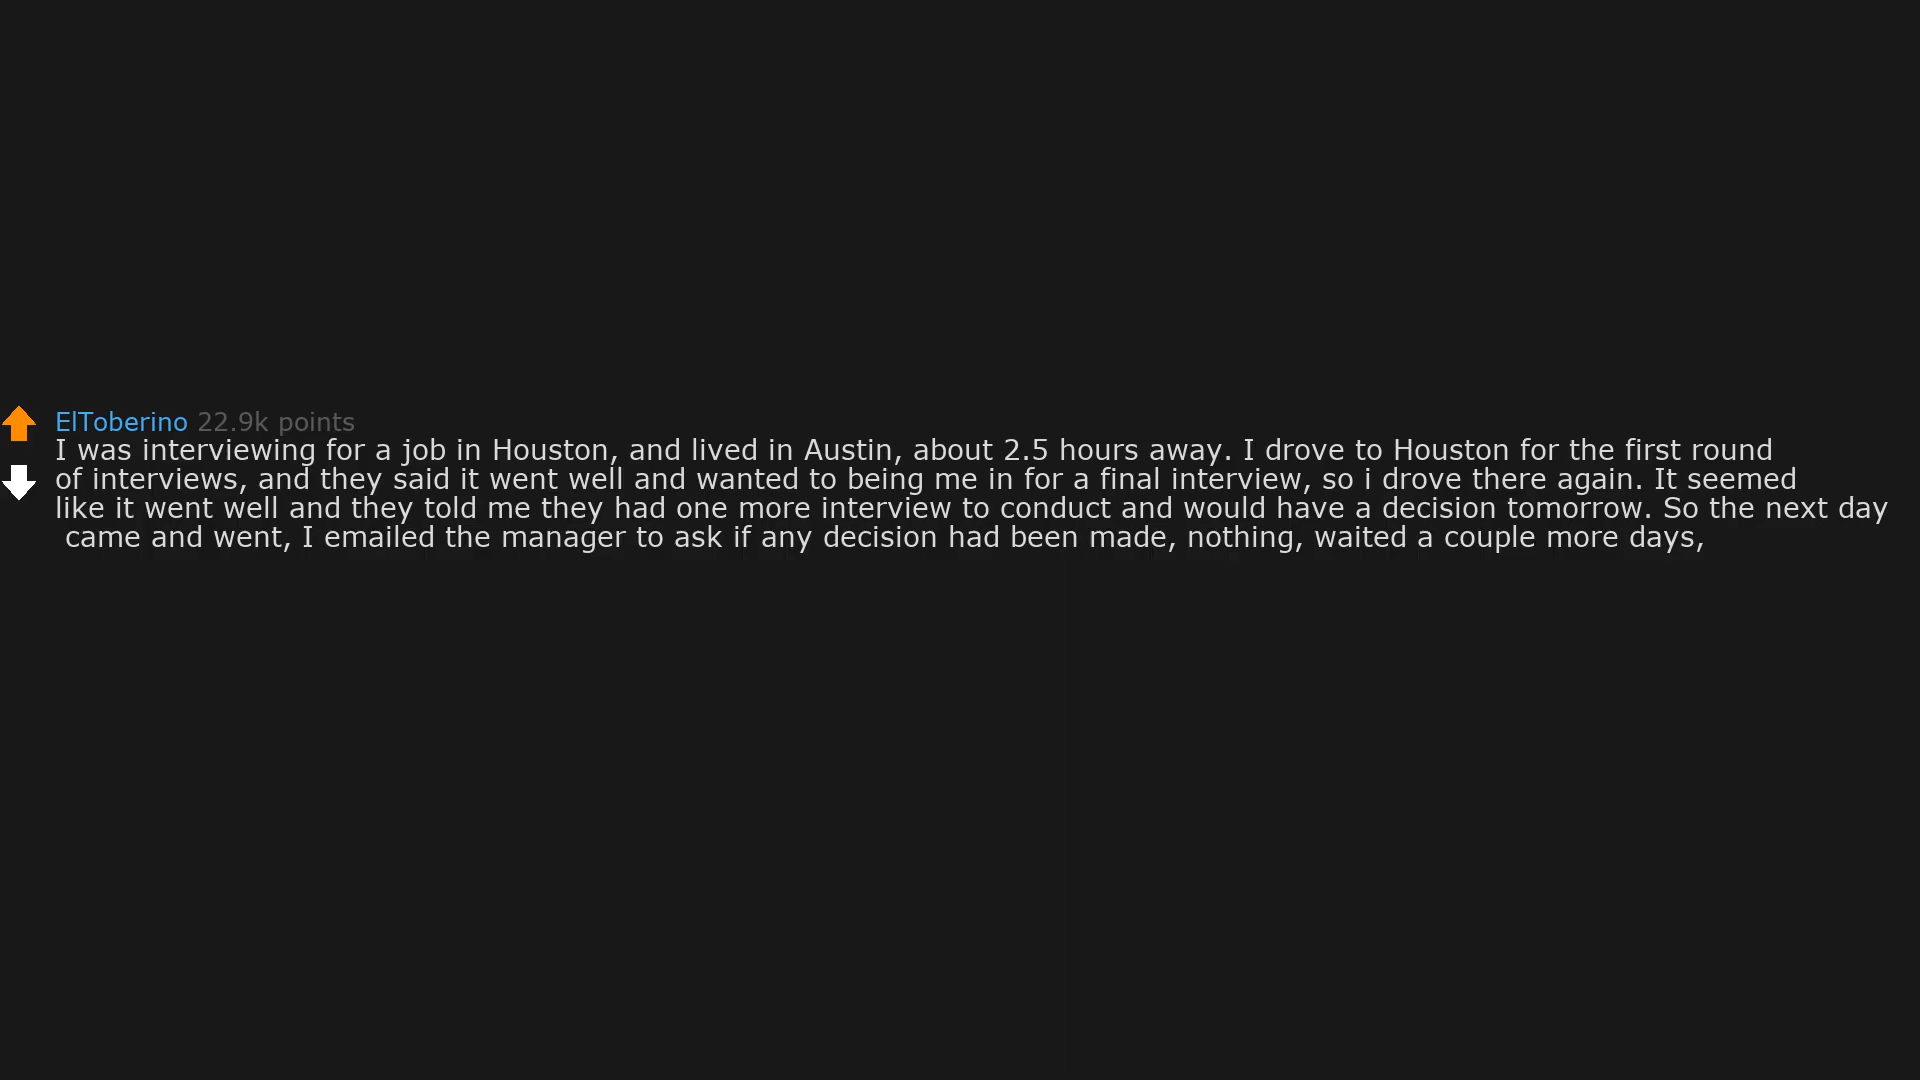 ElToberino 22.9k points
I was interviewing for a job in Houston, and lived in Austin, about 2.5 hours away. I drove to Houston for the first round
of interviews, and they said it went well and wanted to being me in for a final interview, so i drove there again. It seemed
like it went well and they told me they had one more interview to conduct and would have a decision tomorrow. So the next day
came and went, I emailed the manager to ask if any decision had been made, nothing, waited a couple more days,